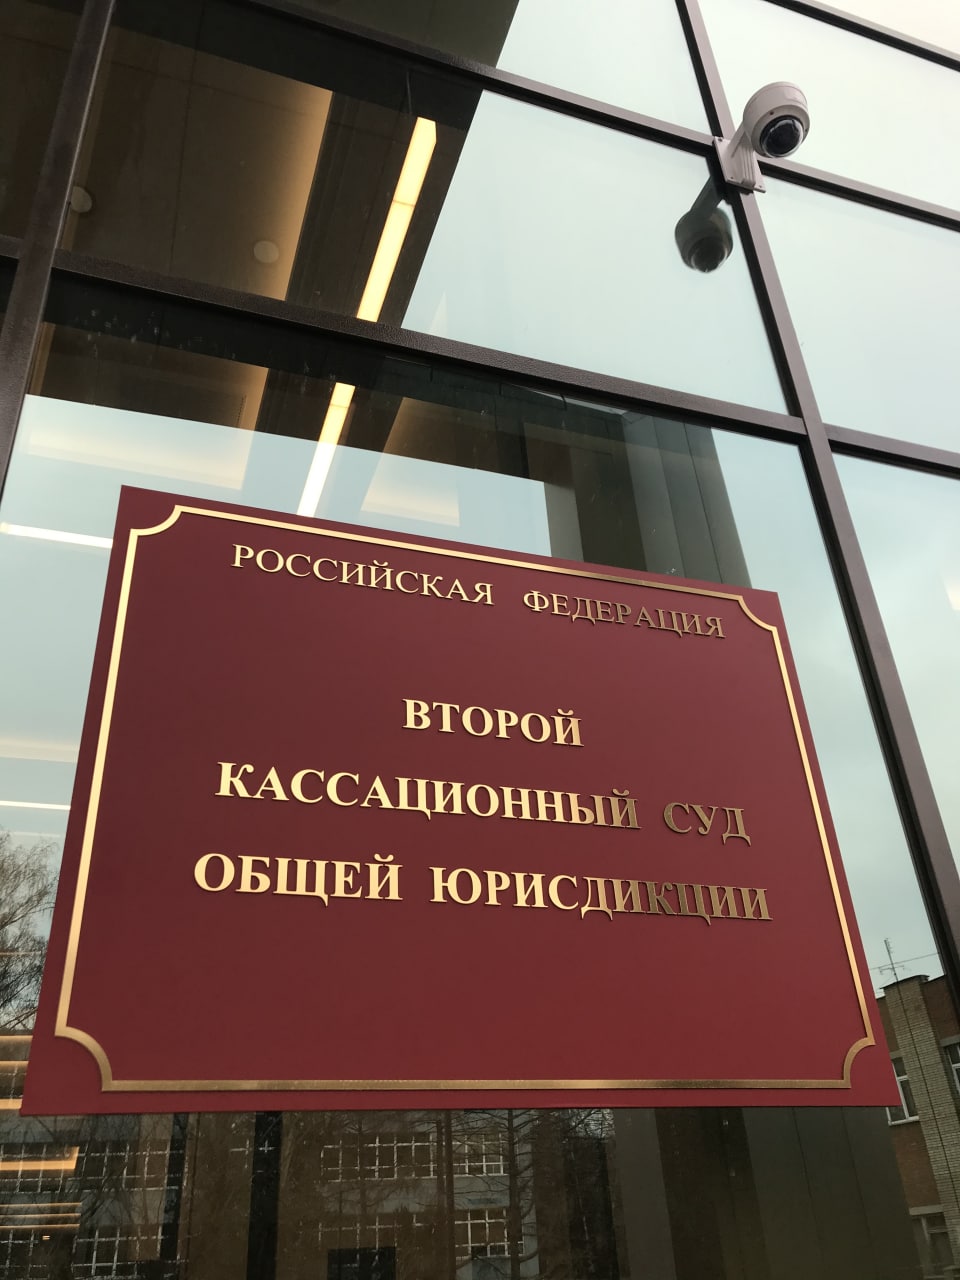 РОССИЙСКАЯ ФЕДЕРАЦИЯ
ВТОРОЙ
КАССАЦИОННЫЙ СУД
ОБЩЕЙ ЮРИСДИКЦИИ